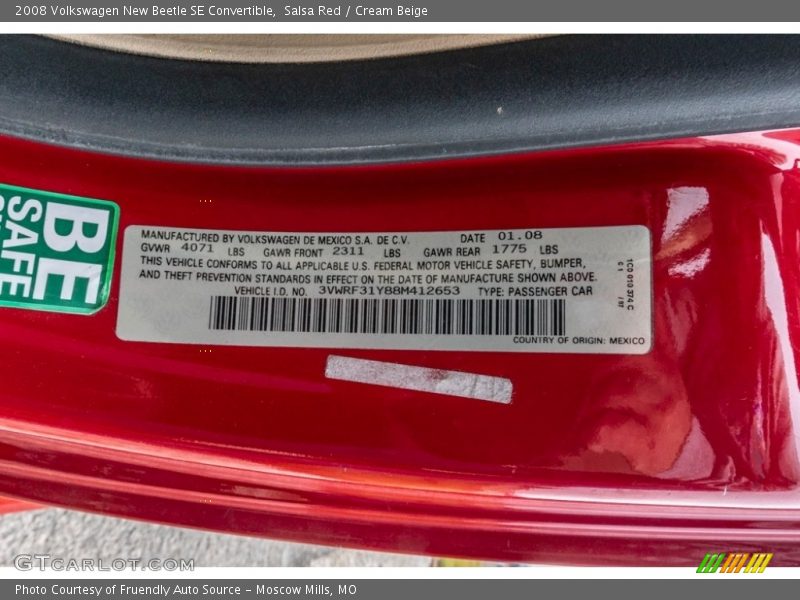 2008 Volkswagen New Beetle SE Convertible, Salsa Red / Cream Beige
BE
SAFE
MANUFACTURED BY VOLKSWAGEN DE MEXICO S.A. DE C.V. DATE 01.08
GVWR 4071 LBS GAWR FRONT 2311 LBS GAWR REAR 1775 LBS
THIS VEHICLE CONFORMS TO ALL APPLICABLE U.S. FEDERAL MOTOR VEHICLE SAFETY, BUMPER,
AND THEFT PREVENTION STANDARDS IN EFFECT ON THE DATE OF MANUFACTURE SHOWN ABOVE.
VEHICLE I.D. NO. 3VWRF31Y88M412653 TYPE: PASSENGER CAR
COUNTRY OF ORIGIN: MEXICO
1C0 010 374 C
GTCARLOT.COM
Photo Courtesy of Fruendly Auto Source - Moscow Mills, MO